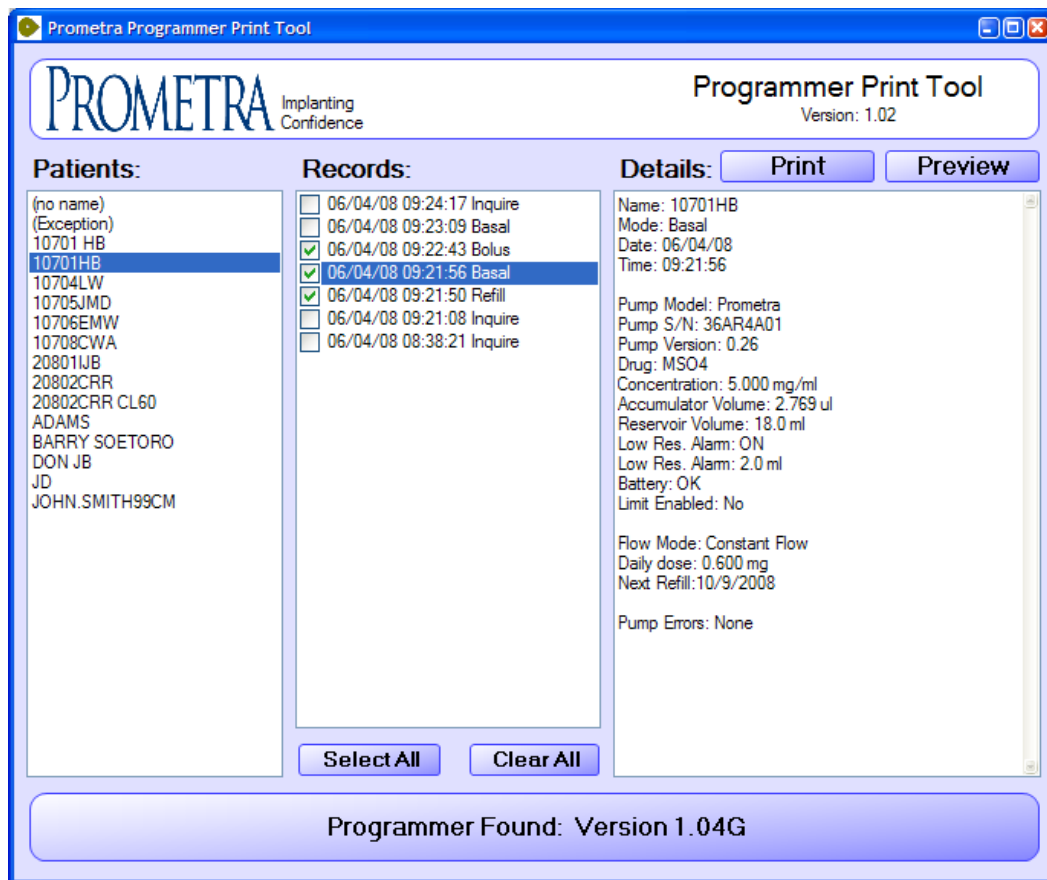 Prometra Programmer Print Tool
PROMETRA
Implanting
Confidence
Programmer Print Tool
Version: 1.02
Patients:
(no name)
(Exception)
10701 HB
10701HB
10704LW
10705JMD
10706EMW
10708CWA
20801IJB
20802CRR
20802CRR CL60
ADAMS
BARRY SOETORO
DON JB
JD
JOHN.SMITH99CM
Records:
06/04/08 09:24:17 Inquire
06/04/08 09:23:09 Basal
06/04/08 09:22:43 Bolus
06/04/08 09:21:56 Basal
06/04/08 09:21:50 Refill
06/04/08 09:21:08 Inquire
06/04/08 08:38:21 Inquire
Select All
Clear All
Details:
Print
Preview
Name: 10701HB
Mode: Basal
Date: 06/04/08
Time: 09:21:56
Pump Model: Prometra
Pump S/N: 36AR4A01
Pump Version: 0.26
Drug: MSO4
Concentration: 5.000 mg/ml
Accumulator Volume: 2.769 ul
Reservoir Volume: 18.0 ml
Low Res. Alarm: ON
Low Res. Alarm: 2.0 ml
Battery: OK
Limit Enabled: No
Flow Mode: Constant Flow
Daily dose: 0.600 mg
Next Refill:10/9/2008
Pump Errors: None
Programmer Found: Version 1.04G